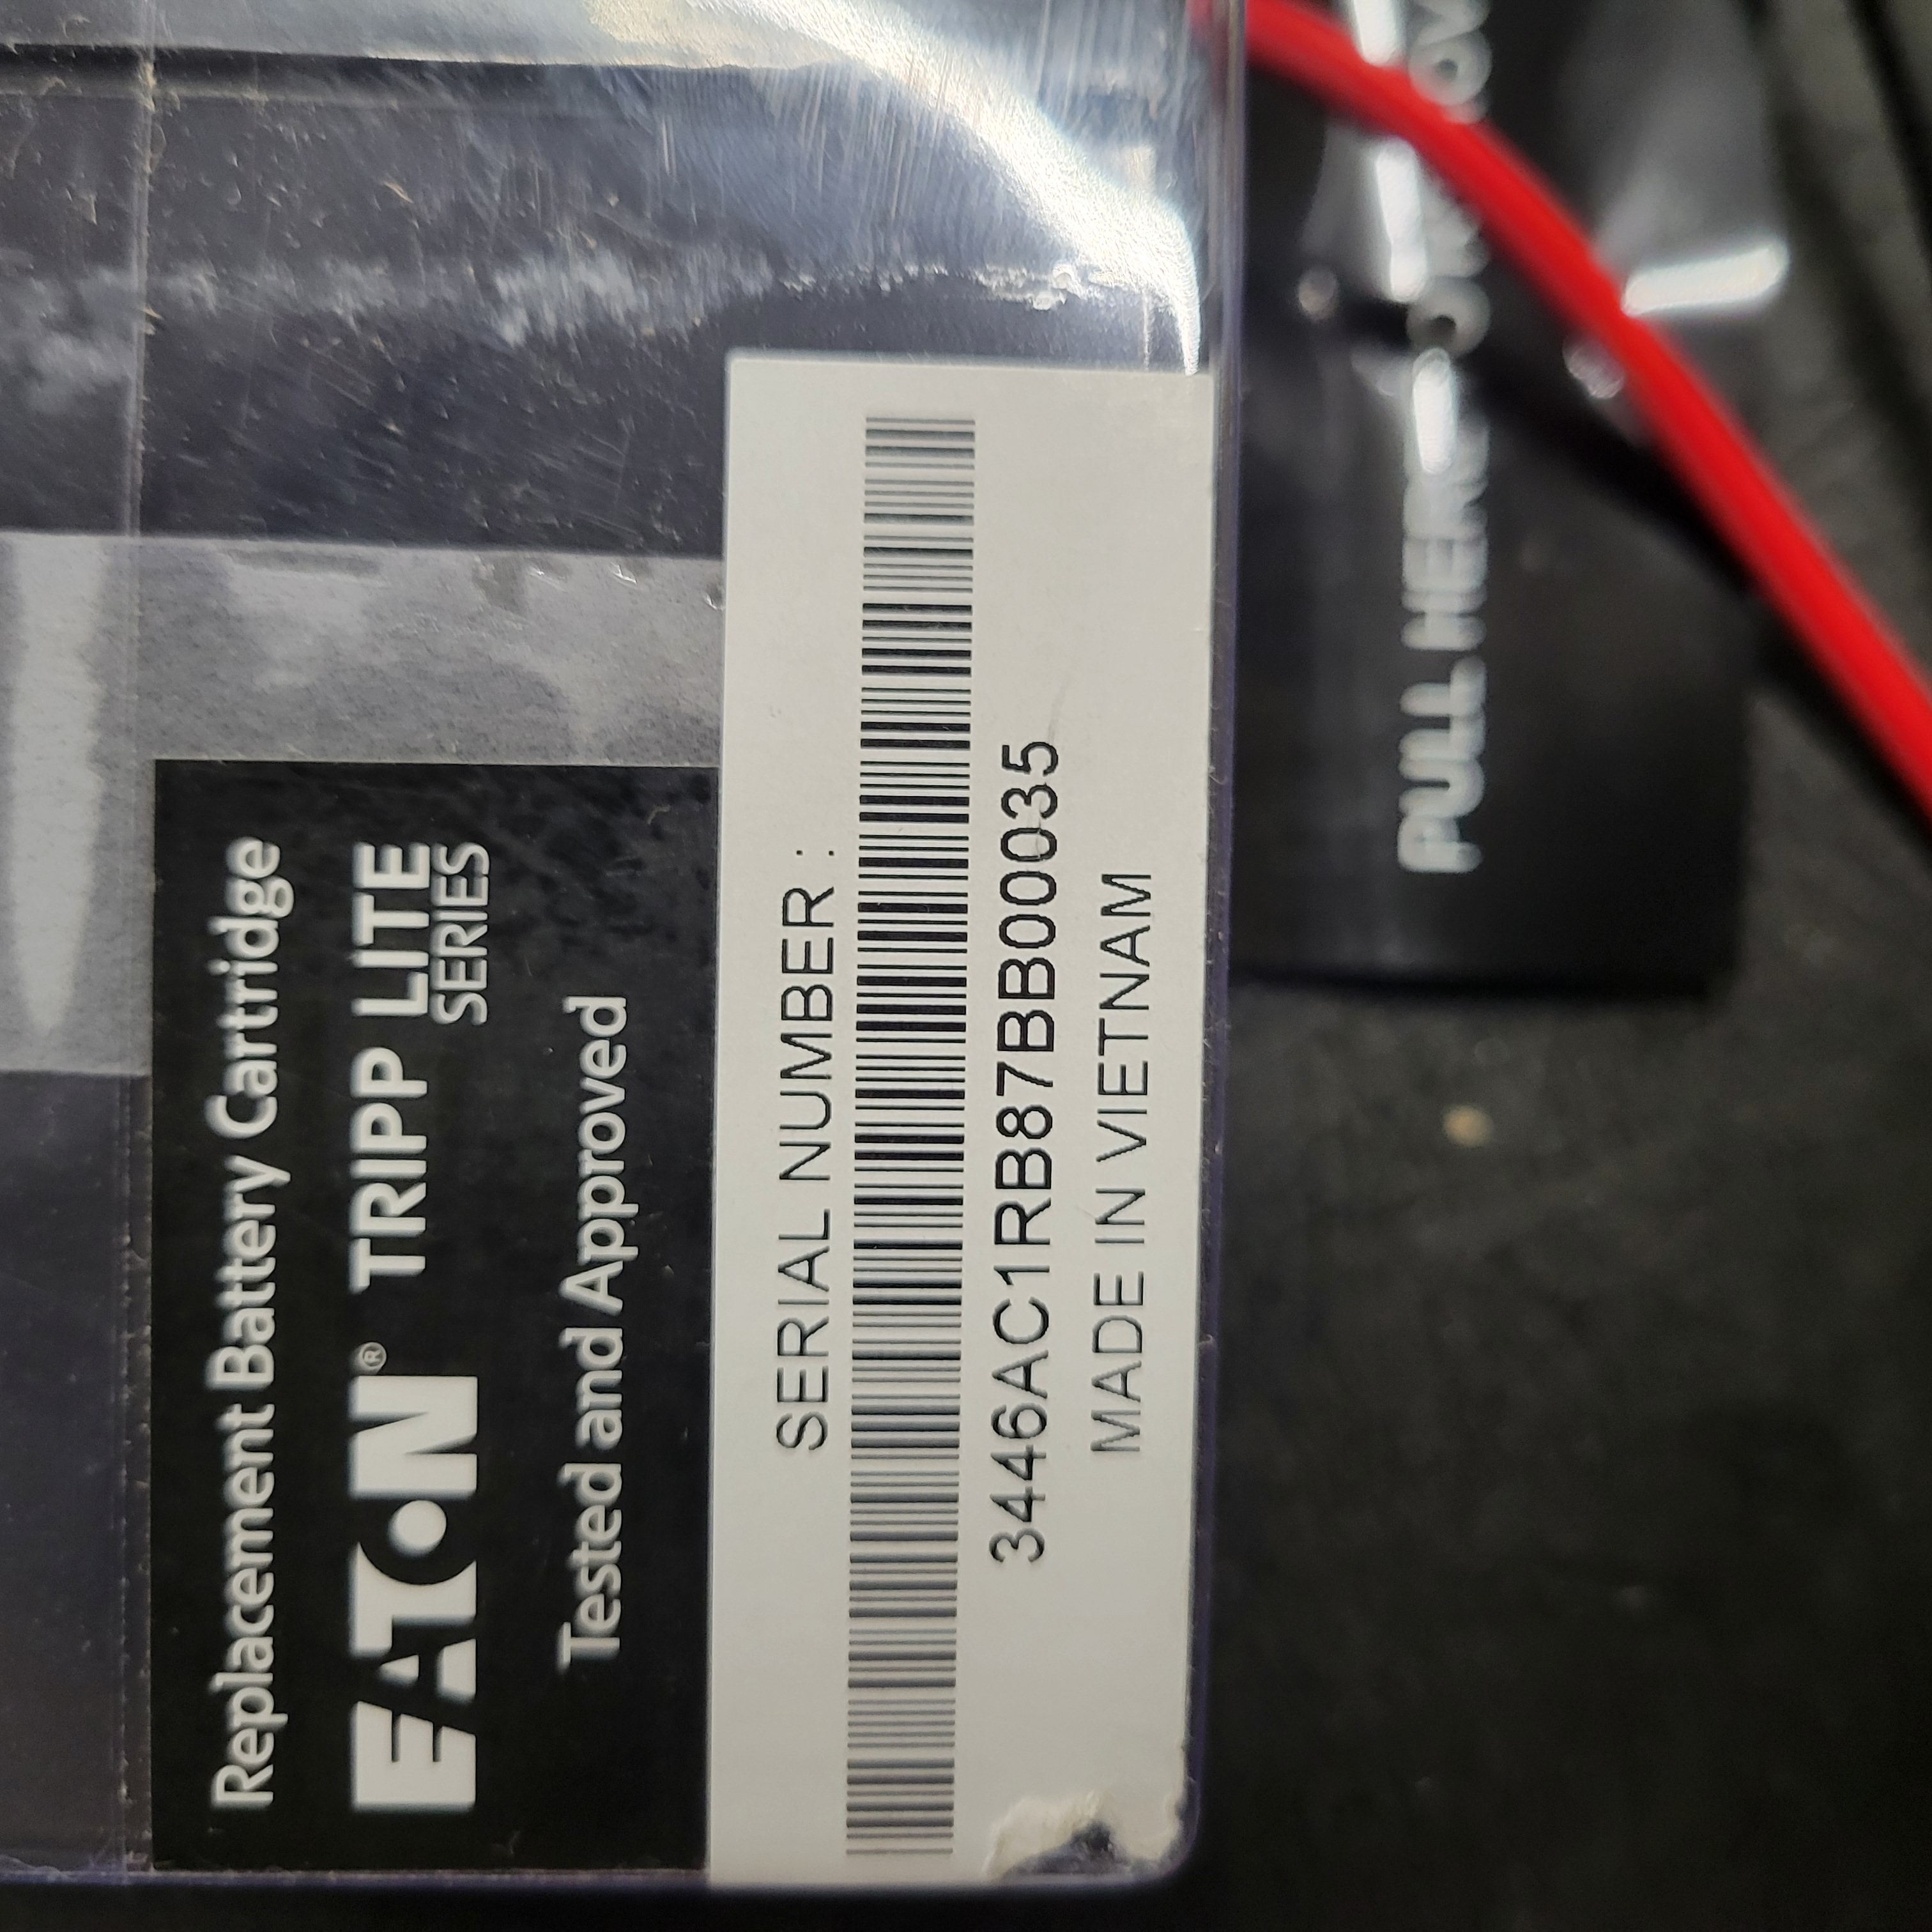 Replacement Battery Cartridge
EATON® TRIPP LITE
SERIES
Tested and Approved
SERIAL NUMBER :
3446AC1RB87BB00035
MADE IN VIETNAM
PULL HERE